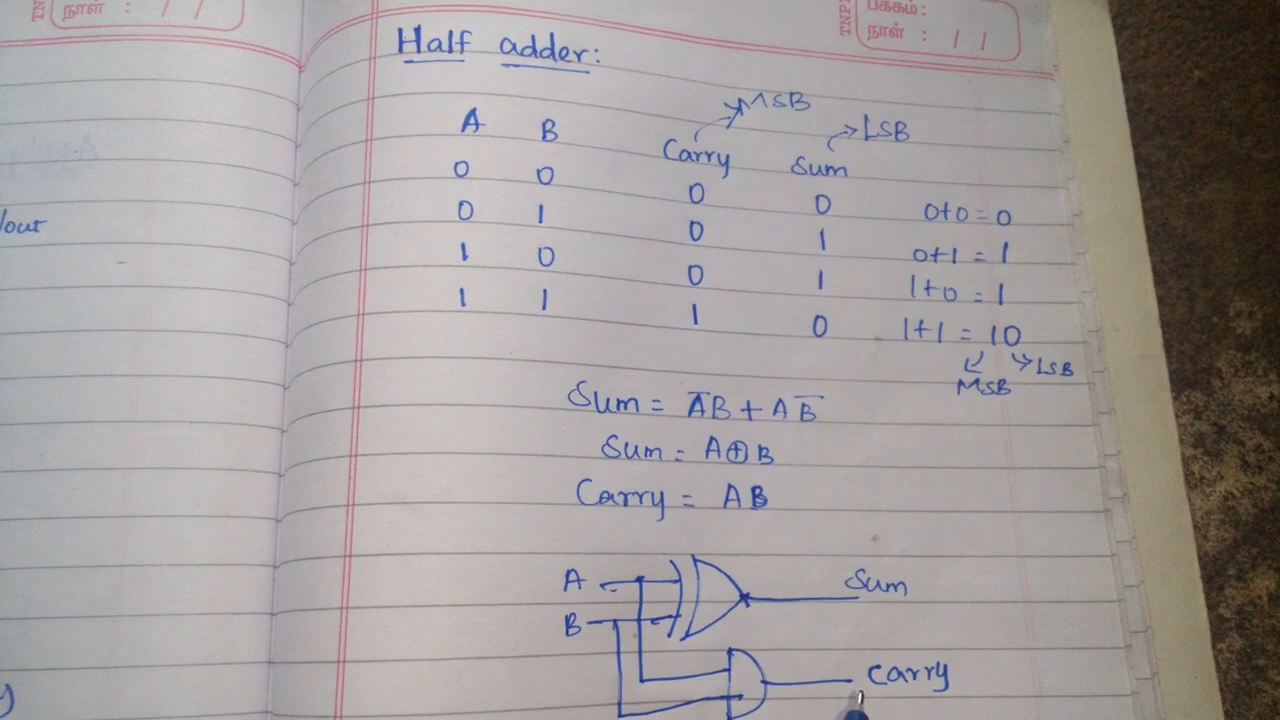 நாள் : / /
பக்கம்:
நாள் : / /
/out
Half adder:
MSB
LSB
A B Carry Sum
0 0 0 0 0+0 = 0
0 1 0 1 0+1 = 1
1 0 0 1 1+0 = 1
1 1 1 0 1+1 = 10
LSB
MSB
Sum = A̅B + AB̅
Sum = A⊕B
Carry = AB
A Sum
B
Carry